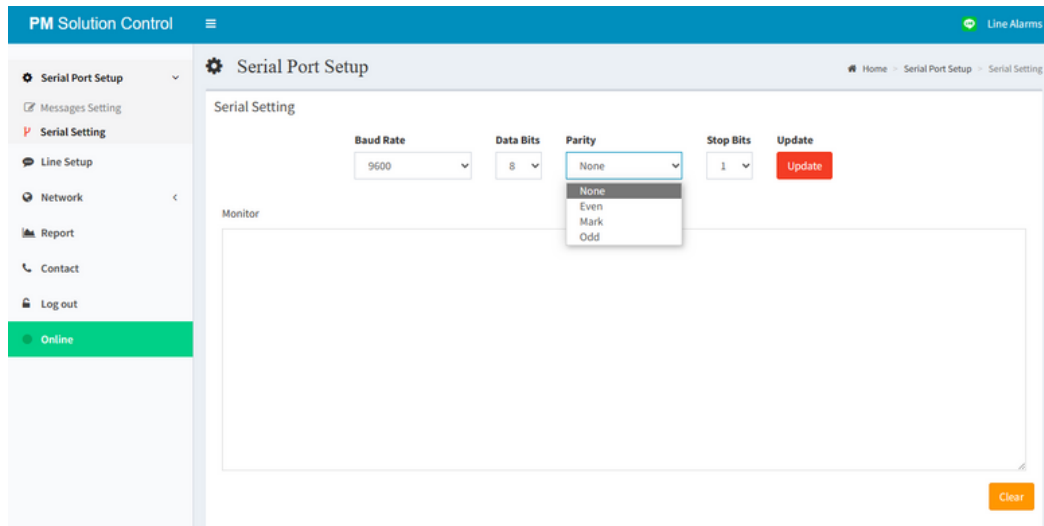 PM Solution Control
Line Alarms
Serial Port Setup
Messages Setting
Serial Setting
Line Setup
Network
Report
Contact
Log out
Online
Serial Port Setup
Home > Serial Port Setup > Serial Setting
Serial Setting
Baud Rate Data Bits Parity Stop Bits Update
9600 8 None 1 Update
None
Even
Mark
Odd
Monitor
Clear